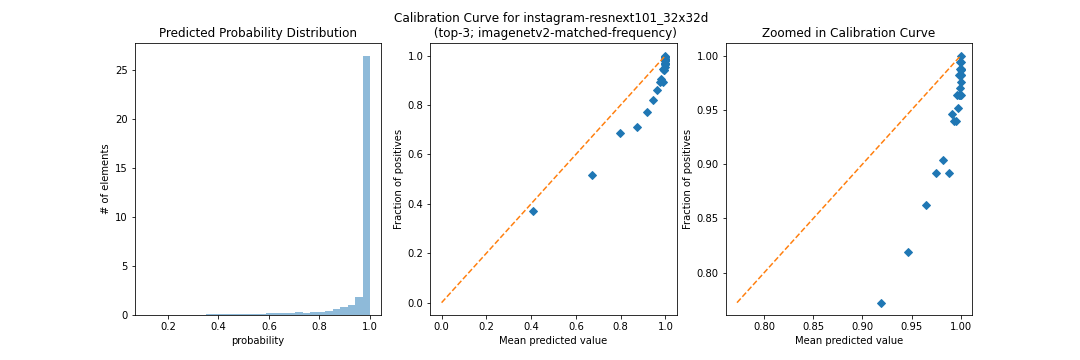 Predicted Probability Distribution
# of elements
25
20
15
10
5
0
0.2 0.4 0.6 0.8 1.0
probability
Calibration Curve for instagram-resnext101_32x32d
(top-3; imagenetv2-matched-frequency)
Fraction of positives
1.0
0.8
0.6
0.4
0.2
0.0
0.0 0.2 0.4 0.6 0.8 1.0
Mean predicted value
Zoomed in Calibration Curve
Fraction of positives
1.00
0.95
0.90
0.85
0.80
0.80 0.85 0.90 0.95 1.00
Mean predicted value